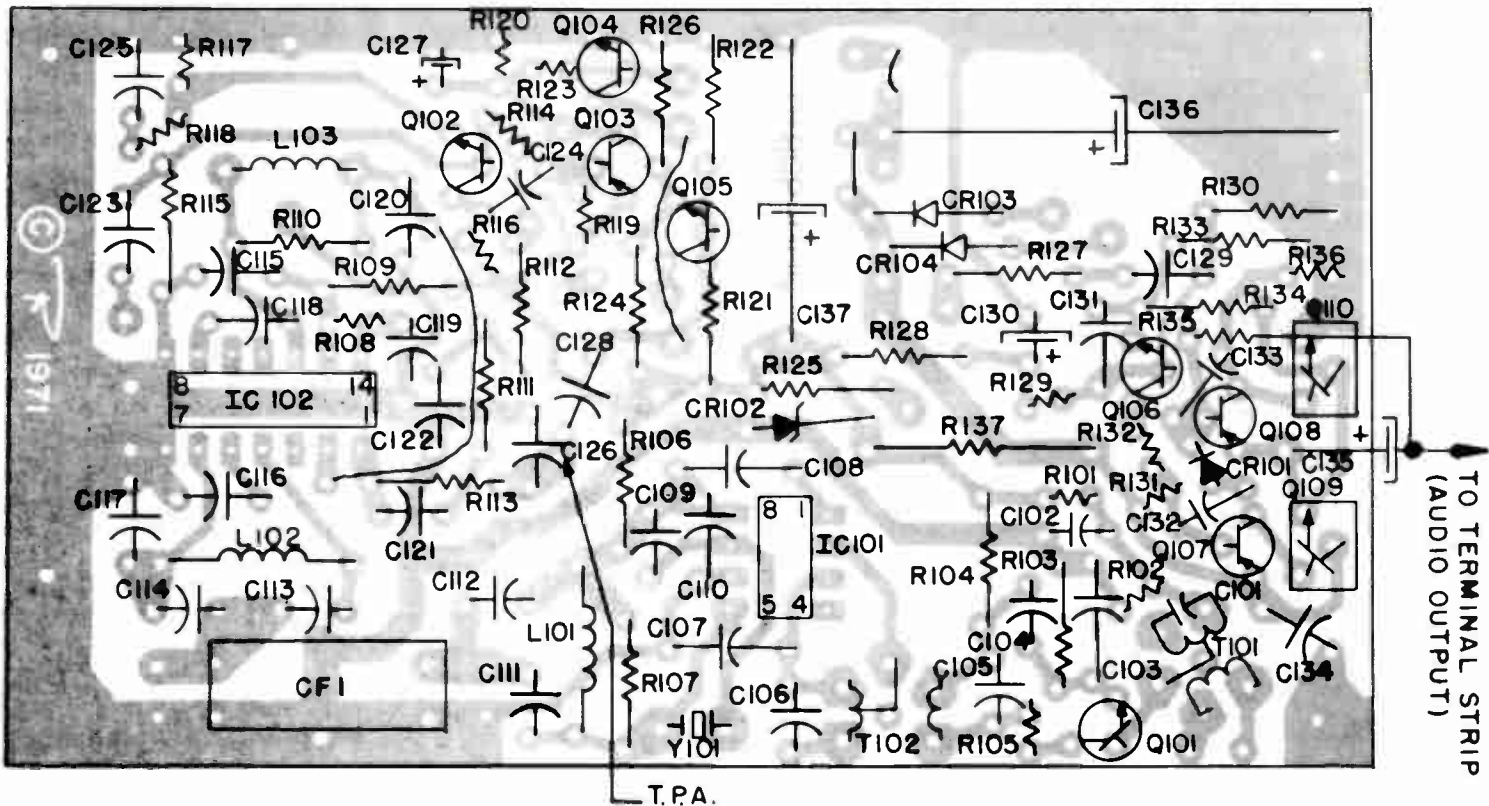 R120
Q104
R126
C125
R117
C127
R122
+
R123
R114
C136
R118
Q102
Q103
+
L103
C124
C123
R115
C120
Q105
R130
CR103
R110
R116
R119
R133
©
C115
R112
+
CR104
R127
C129
R136
R109
R124
R121
R134
C118
C119
C137
C130
C131
Q110
R108
C128
R128
R135
C133
1971
8
14
R125
+
IC 102
R111
R129
7
1
CR102
Q106
C122
C126
R106
R137
R132
Q108
+
C108
CR101
C135
TO TERMINAL STRIP
(AUDIO OUTPUT)
C117
C116
R113
C109
R101
R131
Q109
8
1
C102
C132
L102
C121
IC101
R103
Q107
R104
R102
C114
C113
C112
C110
5
4
C101
L101
C107
C104
T101
CF1
C111
R107
C106
C105
C103
C134
Y101
T102
R105
Q101
T.P.A.